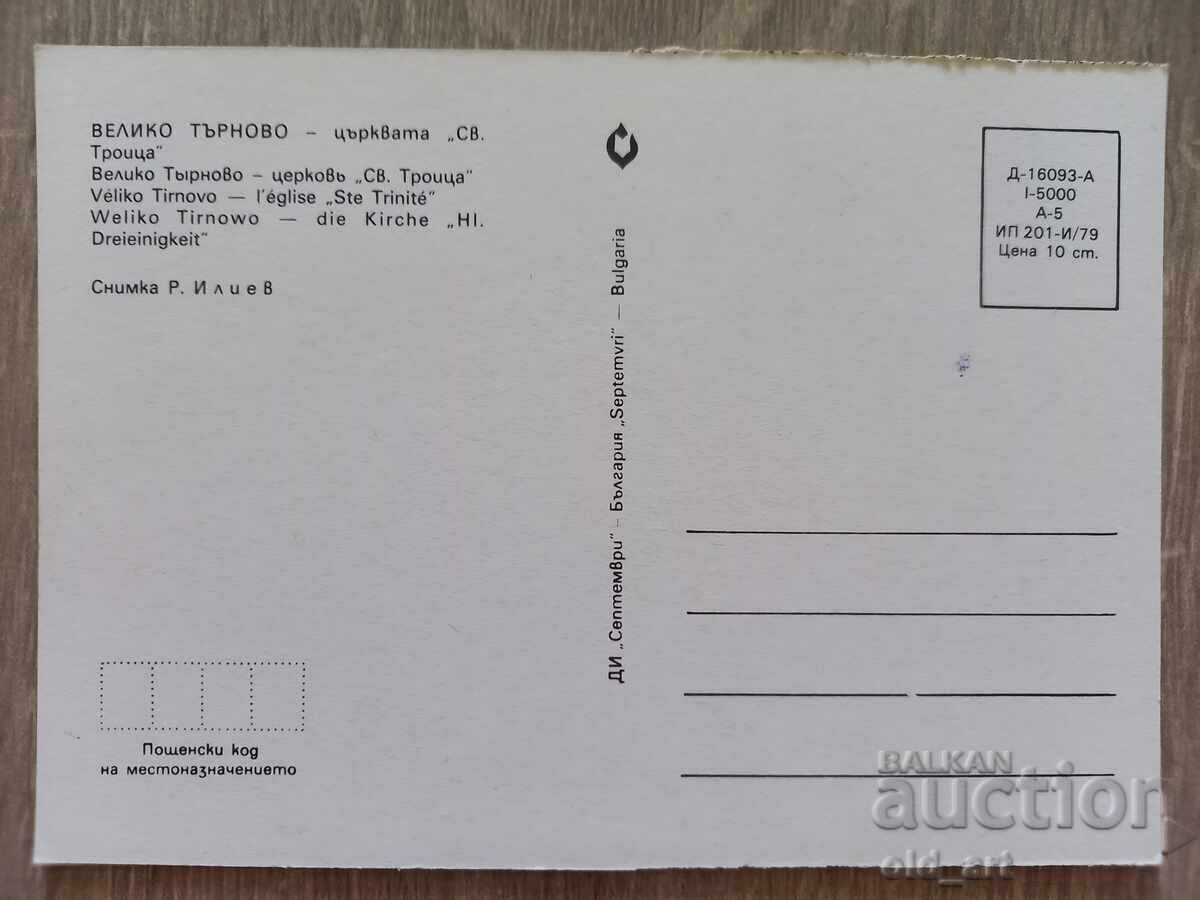 ВЕЛИКО ТЪРНОВО – църквата „СВ.
Троица“
Велико Тырново – церковь „СВ. Троица“
Véliko Tirnovo — l'église „Ste Trinité“
Weliko Tirnowo — die Kirche „Hl.
Dreieinigkeit“
Снимка Р. Илиев
Пощенски код
на местоназначението
ДИ „Септември“ – България „Septemvri“ — Bulgaria
Д-16093-А
I-5000
А-5
ИП 201-И/79
Цена 10 ст.
BALKAN
auction
old_art